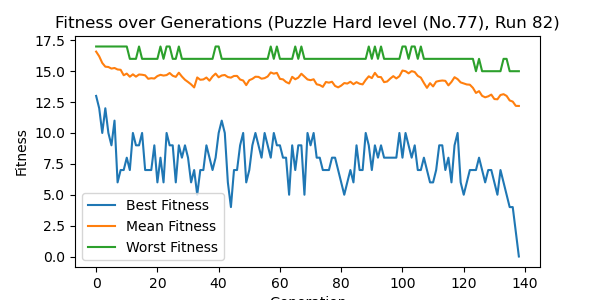 Fitness over Generations (Puzzle Hard level (No.77), Run 82)
17.5
15.0
12.5
10.0
7.5
5.0
2.5
0.0
Fitness
Best Fitness
Mean Fitness
Worst Fitness
0 20 40 60 80 100 120 140
Generation